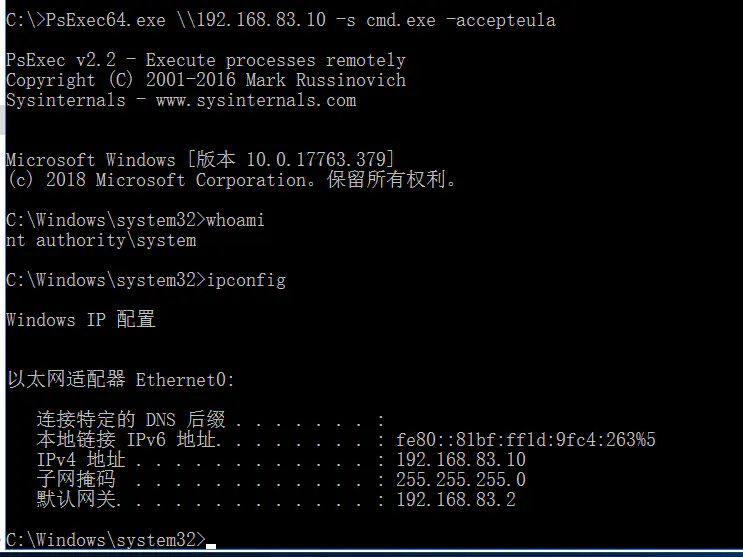 C:\>PsExec64.exe \\192.168.83.10 -s cmd.exe -accepteula
PsExec v2.2 - Execute processes remotely
Copyright (C) 2001-2016 Mark Russinovich
Sysinternals - www.sysinternals.com
Microsoft Windows [版本 10.0.17763.379]
(c) 2018 Microsoft Corporation。保留所有权利。
C:\Windows\system32>whoami
nt authority\system
C:\Windows\system32>ipconfig
Windows IP 配置
以太网适配器 Ethernet0:
连接特定的 DNS 后缀 . . . . . . . :
本地链接 IPv6 地址. . . . . . . . : fe80::81bf:ff1d:9fc4:263%5
IPv4 地址 . . . . . . . . . . . . : 192.168.83.10
子网掩码 . . . . . . . . . . . . : 255.255.255.0
默认网关. . . . . . . . . . . . . : 192.168.83.2
C:\Windows\system32>